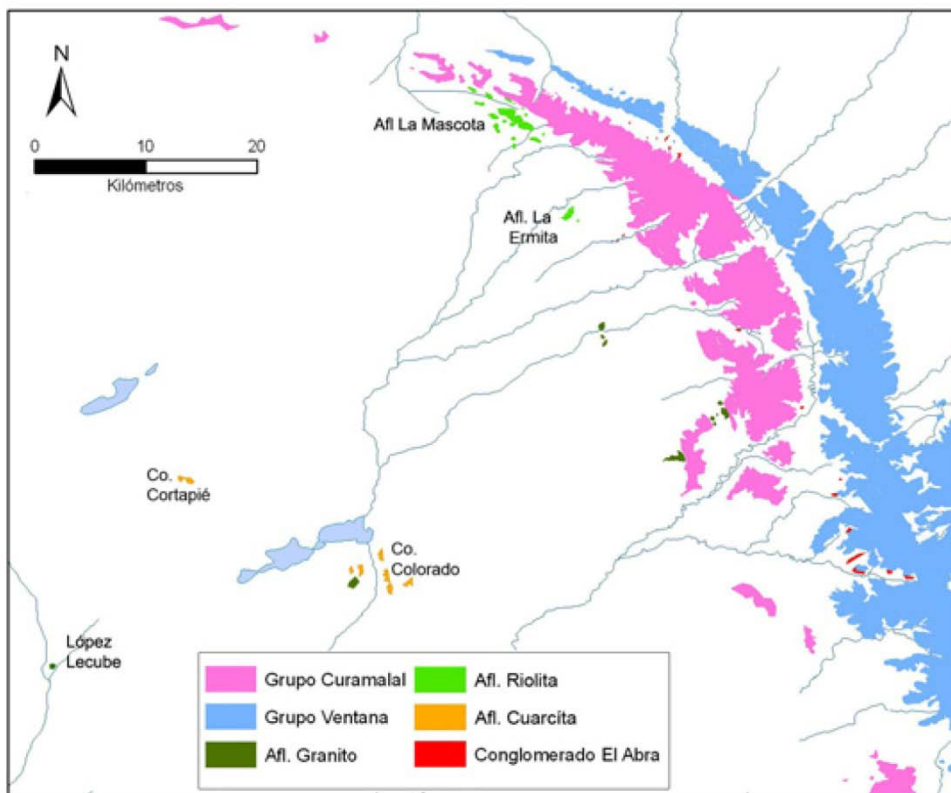 N
0 10 20
Kilómetros
Afl La Mascota
Afl. La
Ermita
Co.
Cortapié
Co.
Colorado
López
Lecube
Grupo Curamalal
Afl. Riolita
Grupo Ventana
Afl. Cuarcíta
Afl. Granito
Conglomerado El Abra